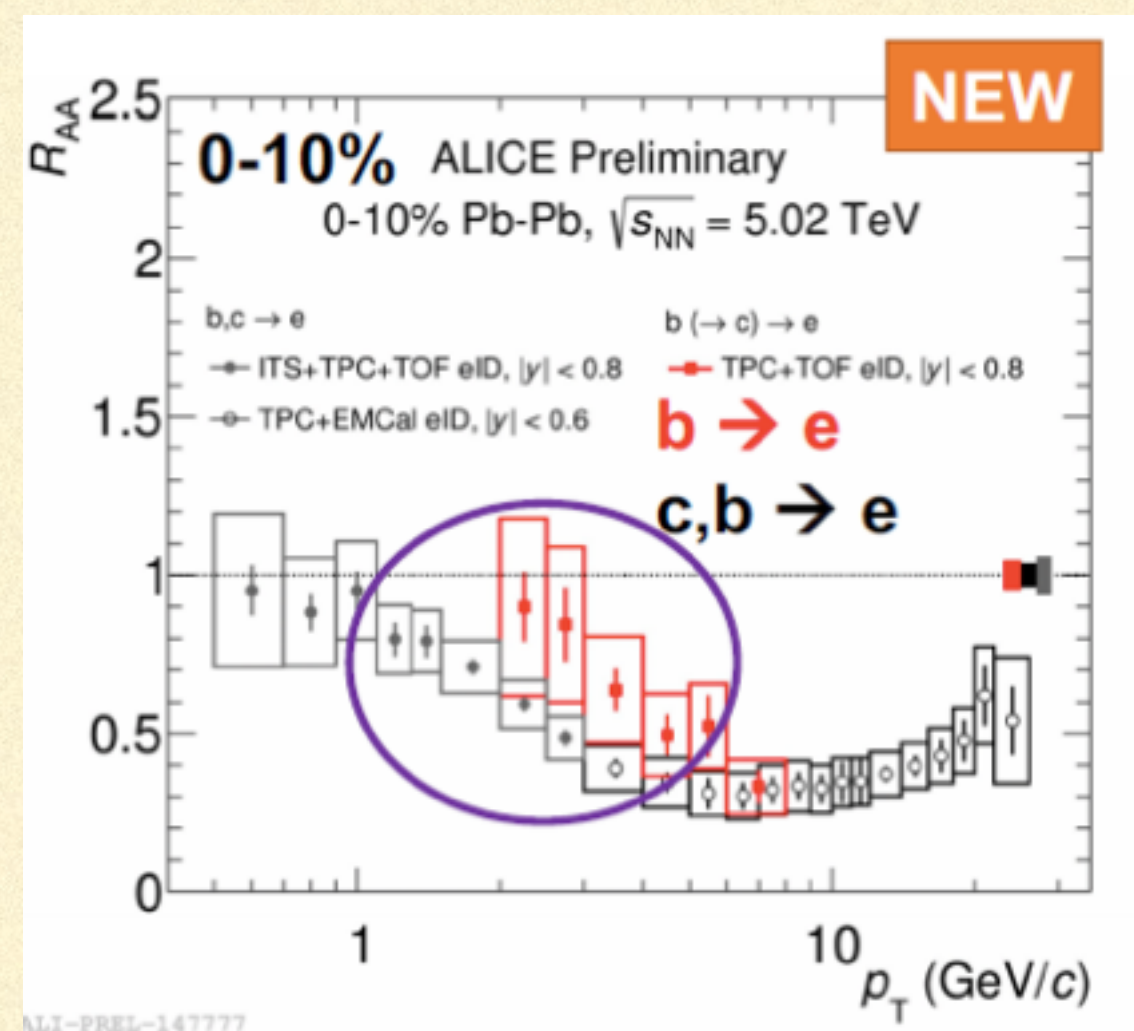 NEW
R_AA
2.5
0-10% ALICE Preliminary
0-10% Pb-Pb, √s_NN = 5.02 TeV
2
b,c → e
ITS+TPC+TOF eID, |y| < 0.8
TPC+EMCal eID, |y| < 0.6
b (→ c) → e
TPC+TOF eID, |y| < 0.8
1.5
b → e
c,b → e
1
0.5
0
1
10
p_T (GeV/c)
ALI-PREL-147777